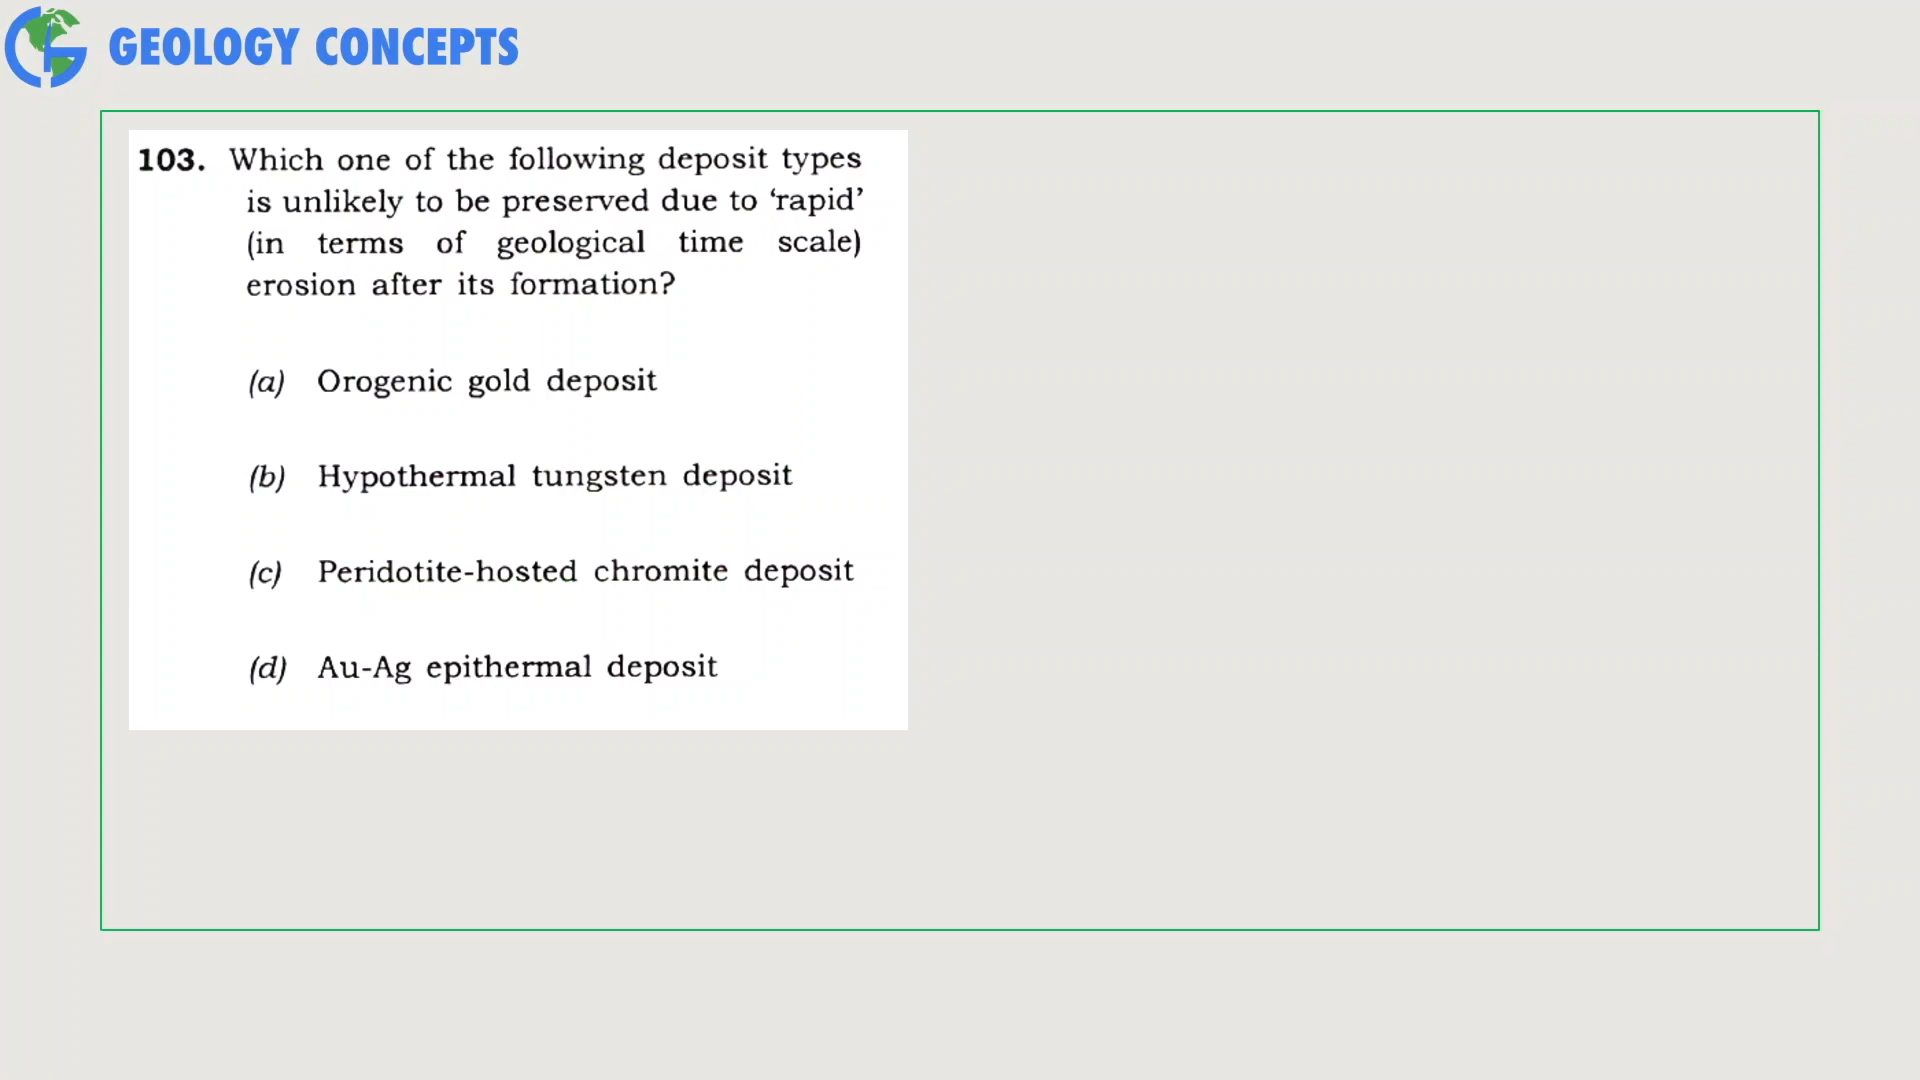 GEOLOGY CONCEPTS
103. Which one of the following deposit types
is unlikely to be preserved due to ‘rapid’
(in terms of geological time scale)
erosion after its formation?
(a) Orogenic gold deposit
(b) Hypothermal tungsten deposit
(c) Peridotite-hosted chromite deposit
(d) Au-Ag epithermal deposit